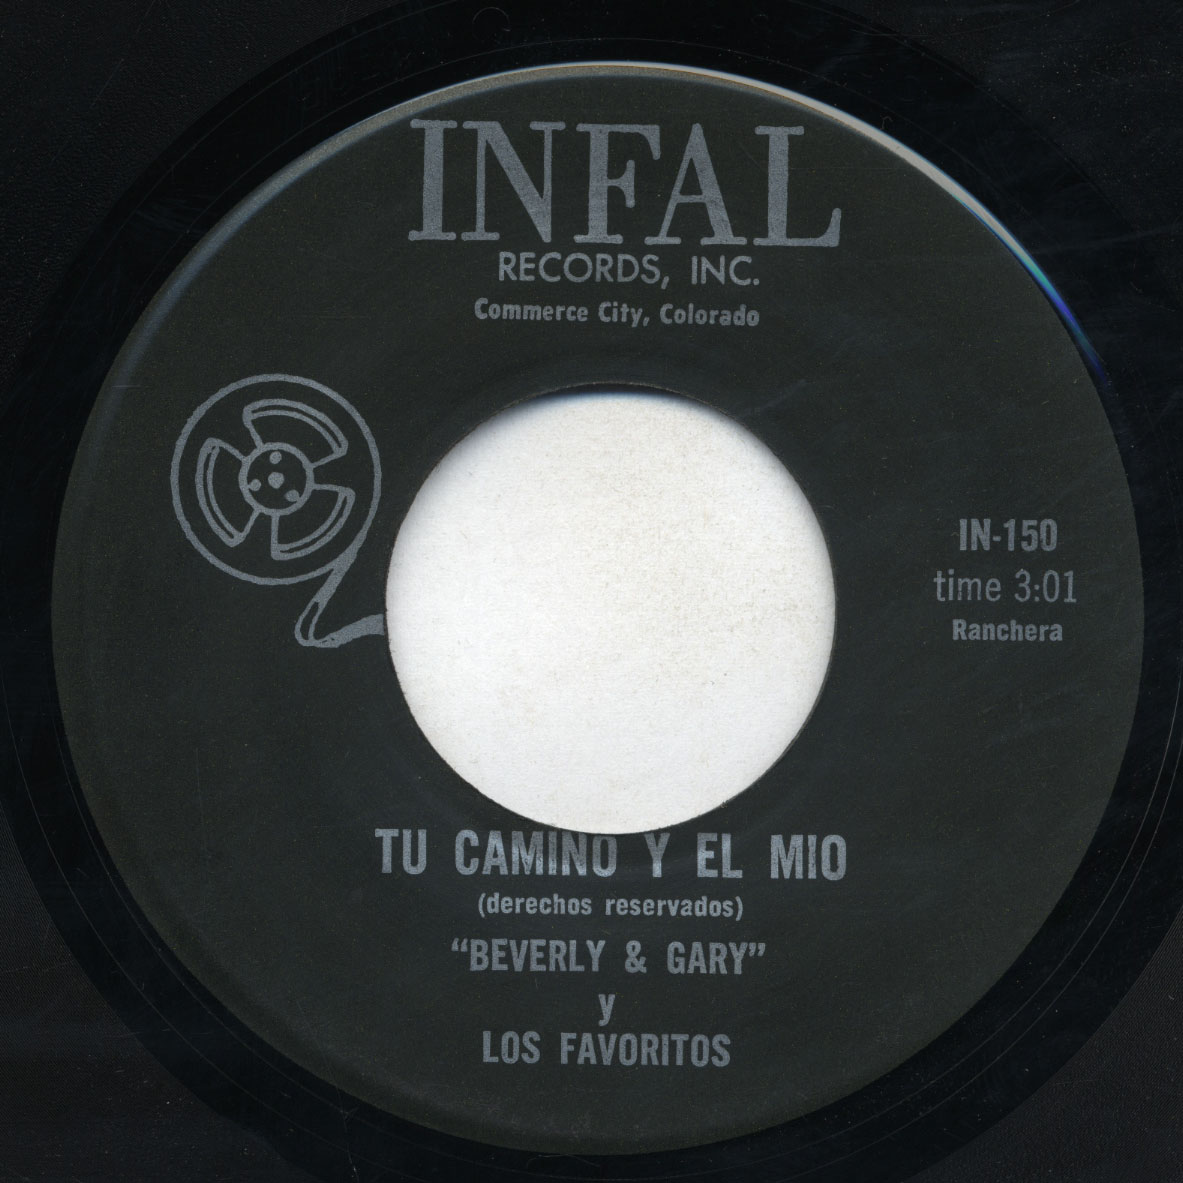 INFAL
RECORDS, INC.
Commerce City, Colorado
IN-150
time 3:01
Ranchera
TU CAMINO Y EL MIO
(derechos reservados)
"BEVERLY & GARY"
y
LOS FAVORITOS